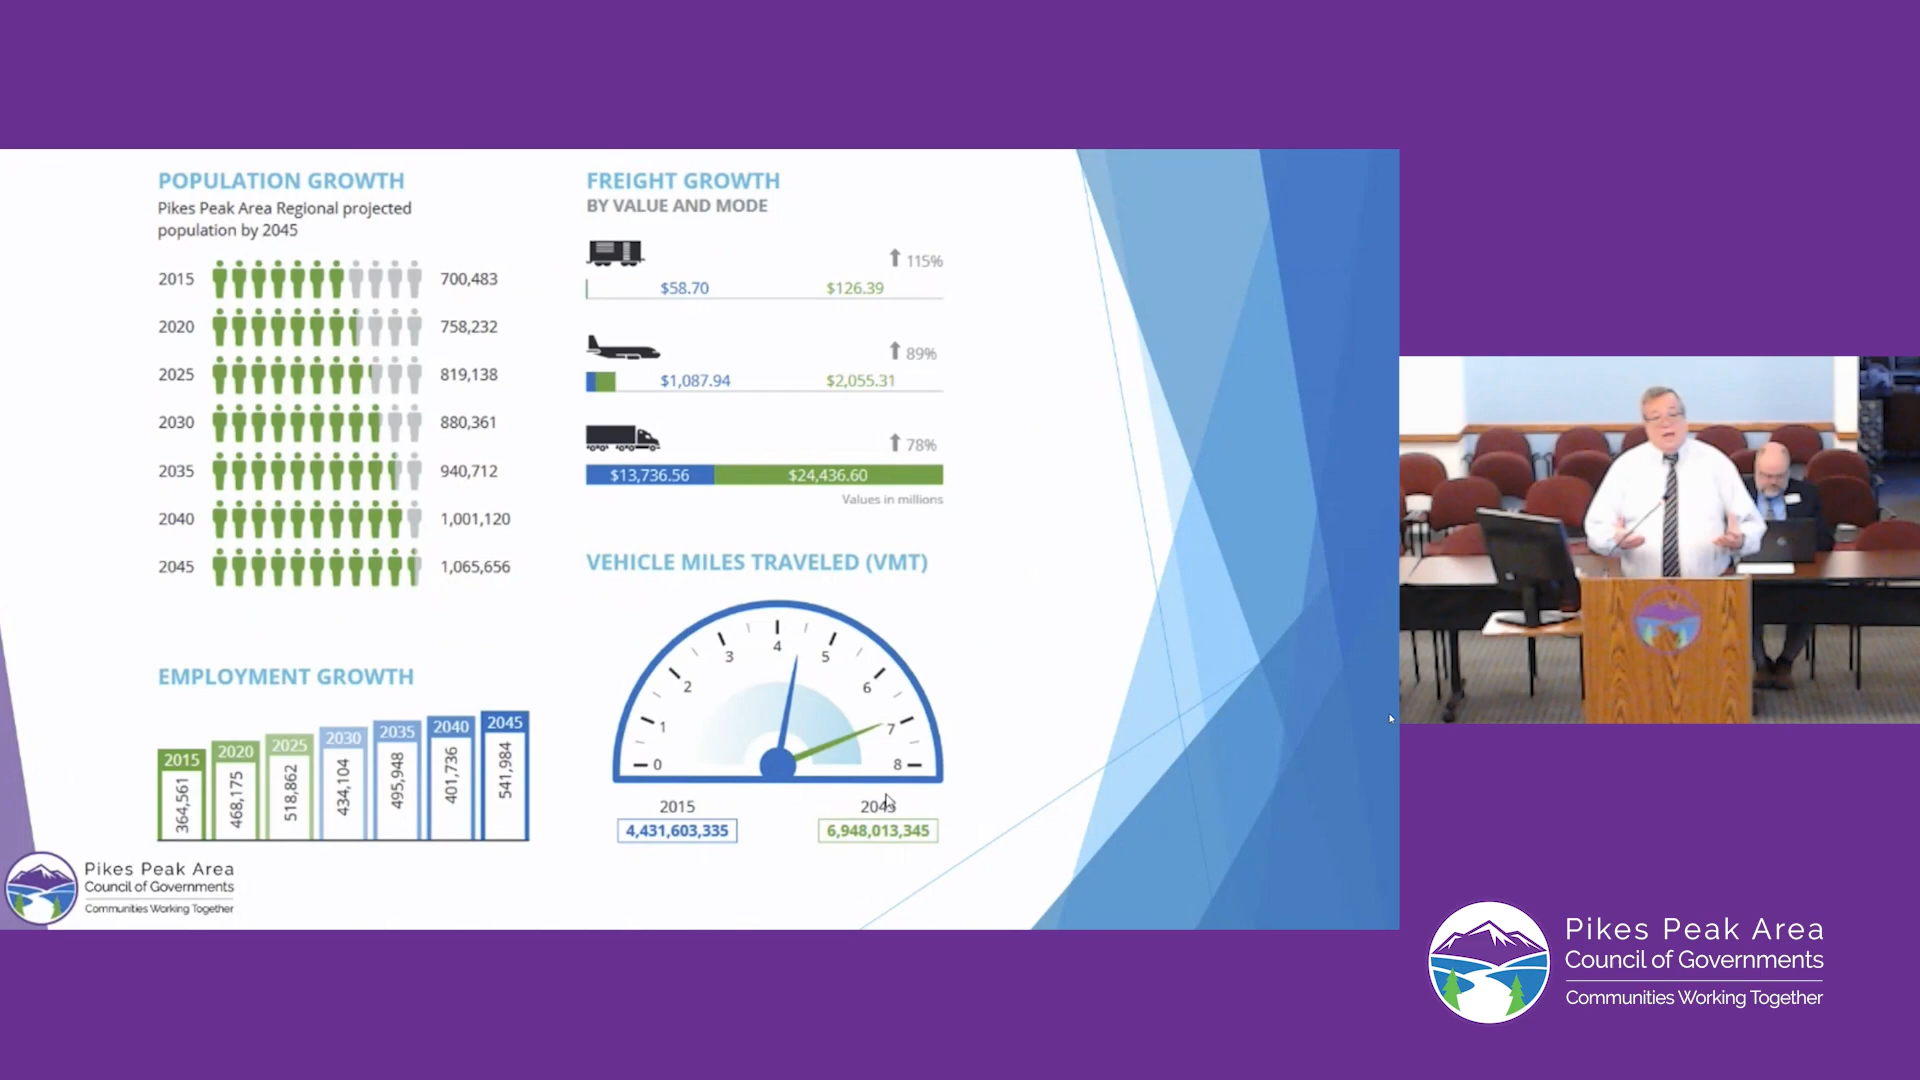 POPULATION GROWTH
Pikes Peak Area Regional projected
population by 2045
2015 700,483
2020 758,232
2025 819,138
2030 880,361
2035 940,712
2040 1,001,120
2045 1,065,656
EMPLOYMENT GROWTH
2015 2020 2025 2030 2035 2040 2045
364,561 468,175 518,862 434,104 495,948 401,736 541,984
FREIGHT GROWTH
BY VALUE AND MODE
115%
$58.70 $126.39
89%
$1,087.94 $2,055.31
78%
$13,736.56 $24,436.60
Values in millions
VEHICLE MILES TRAVELED (VMT)
0 1 2 3 4 5 6 7 8
2015 2045
4,431,603,335 6,948,013,345
Pikes Peak Area
Council of Governments
Communities Working Together
Pikes Peak Area
Council of Governments
Communities Working Together